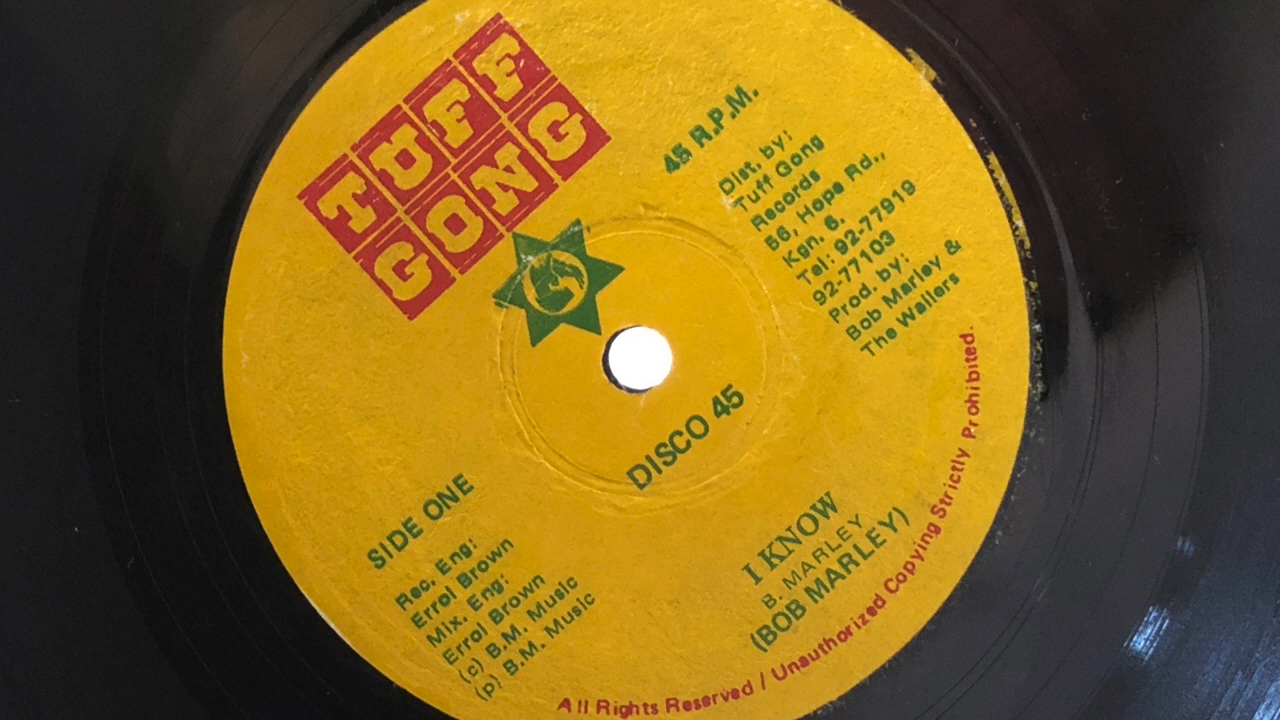 TUFF
GONG
45 R.P.M.
Dist. by:
Tuff Gong
Records
56, Hope Rd.,
Kgn. 6.
Tel: 92-77919
92-77103
Prod. by:
Bob Marley &
The Wailers
DISCO 45
SIDE ONE
Rec. Eng:
Errol Brown
Mix. Eng:
Errol Brown
(c) B.M. Music
(p) B.M. Music
I KNOW
B. MARLEY
(BOB MARLEY)
All Rights Reserved / Unauthorized Copying Strictly Prohibited.